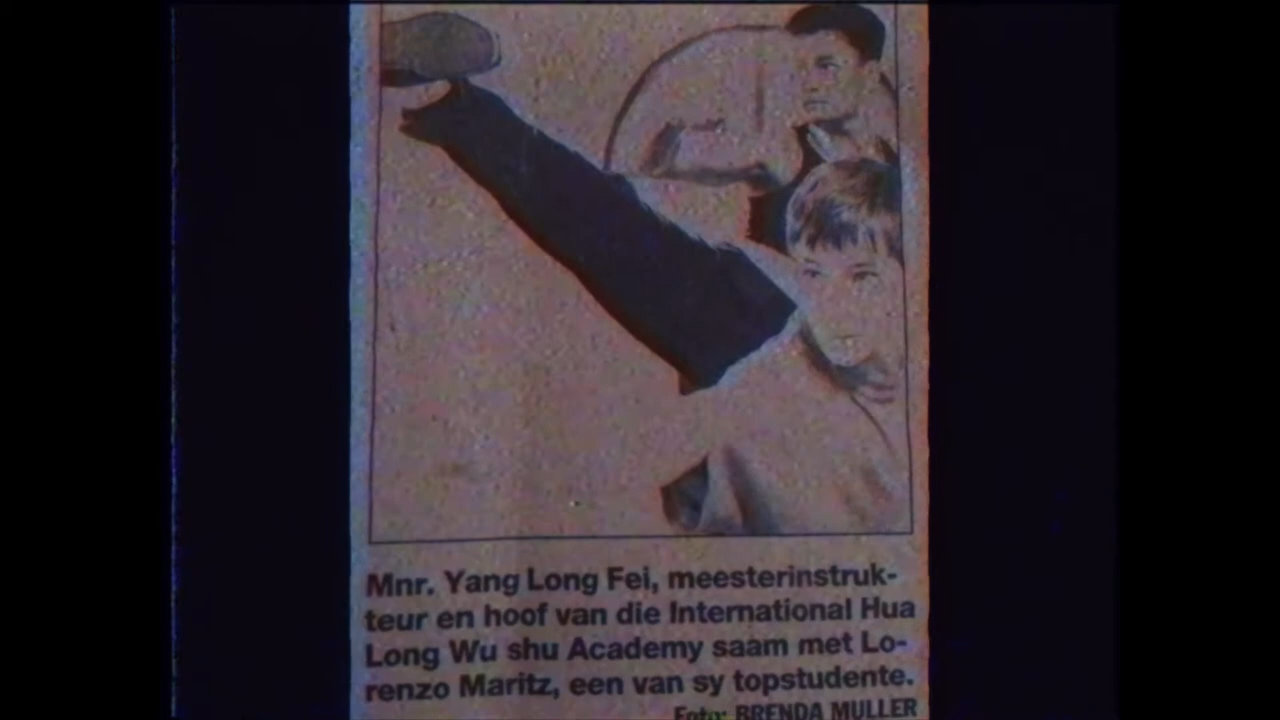 Mnr. Yang Long Fei, meesterinstruk-
teur en hoof van die International Hua
Long Wu shu Academy saam met Lo-
renzo Maritz, een van sy topstudente.
Foto: BRENDA MULLER